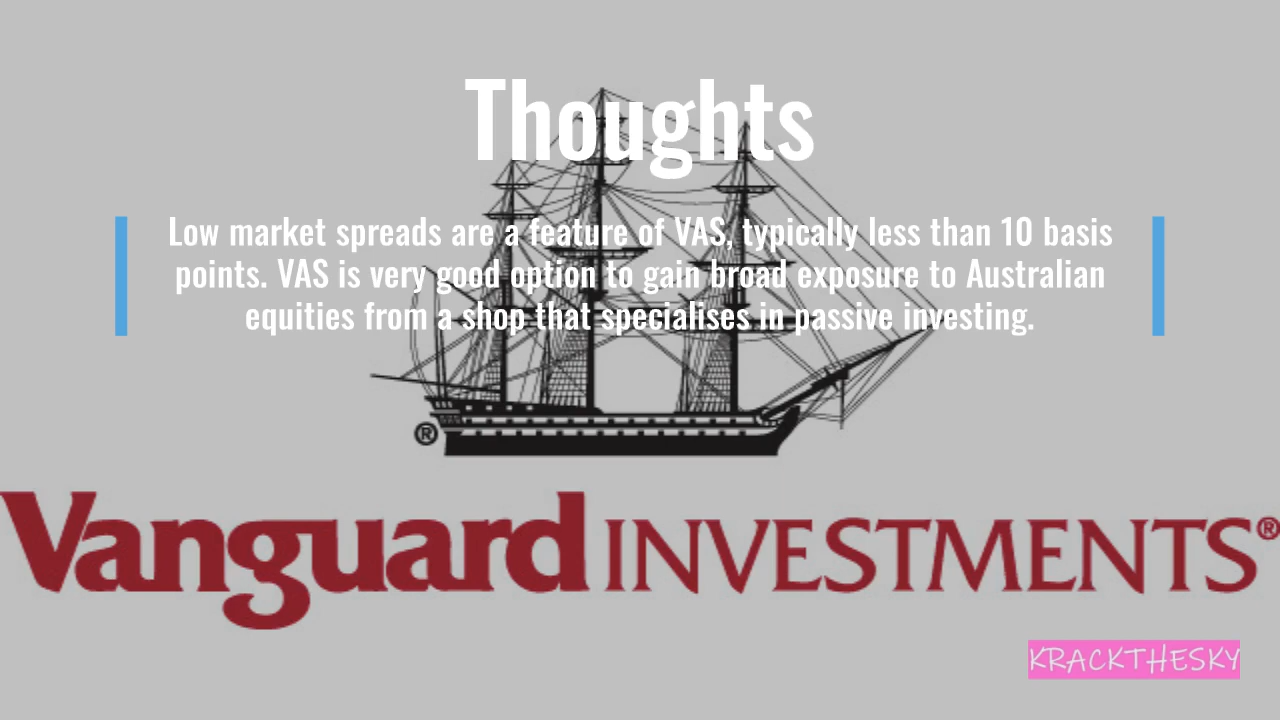 Thoughts
Low market spreads are a feature of VAS, typically less than 10 basis
points. VAS is very good option to gain broad exposure to Australian
equities from a shop that specialises in passive investing.
®
Vanguard INVESTMENTS®
KRACKTHESKY